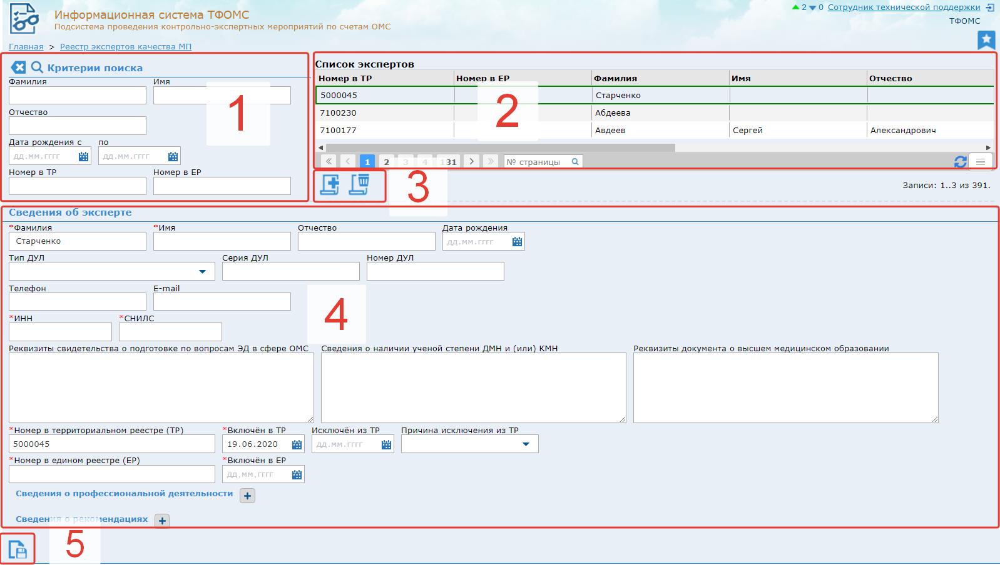 Информационная система ТФОМС
Подсистема проведения контрольно-экспертных мероприятий по счетам ОМС
2 0 Сотрудник технической поддержки
ТФОМС
Главная > Реестр экспертов качества МП
Критерии поиска
Фамилия Имя
Отчество
Дата рождения с по
дд.мм.гггг дд.мм.гггг
Номер в ТР Номер в ЕР
1
Список экспертов
Номер в ТР Номер в ЕР Фамилия Имя Отчество
5000045 Старченко
7100230 Абдеева
7100177 Авдеев Сергей Александрович
2
« < 1 2 3 4 131 > » № страницы
3
Записи: 1..3 из 391.
Сведения об эксперте
*Фамилия *Имя Отчество Дата рождения
Старченко дд.мм.гггг
Тип ДУЛ Серия ДУЛ Номер ДУЛ
Телефон E-mail
4
*ИНН *СНИЛС
Реквизиты свидетельства о подготовке по вопросам ЭД в сфере ОМС Сведения о наличии ученой степени ДМН и (или) КМН Реквизиты документа о высшем медицинском образовании
*Номер в территориальном реестре (ТР) *Включён в ТР Исключён из ТР Причина исключения из ТР
5000045 19.06.2020 дд.мм.гггг
*Номер в едином реестре (ЕР) *Включён в ЕР
дд.мм.гггг
Сведения о профессиональной деятельности +
Сведения о рекомендациях +
5